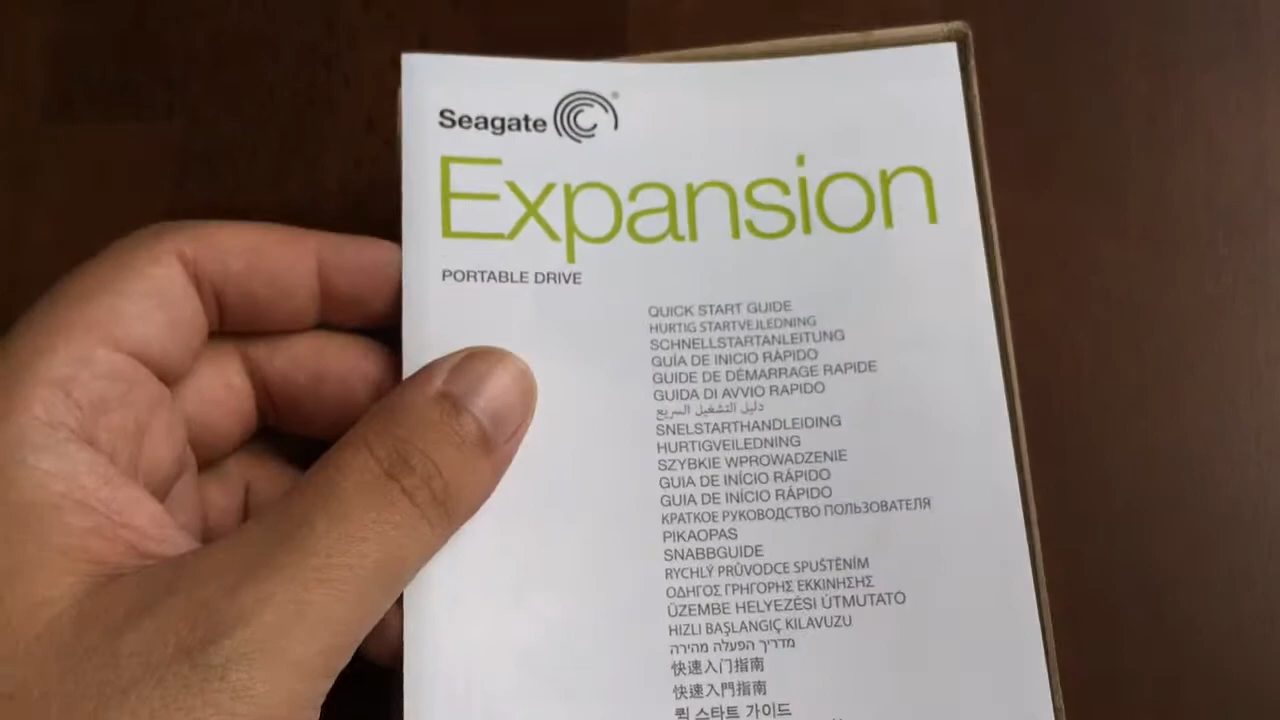 Seagate
Expansion
PORTABLE DRIVE
QUICK START GUIDE
HURTIG STARTVEJLEDNING
SCHNELLSTARTANLEITUNG
GUÍA DE INICIO RÁPIDO
GUIDE DE DÉMARRAGE RAPIDE
GUIDA DI AVVIO RAPIDO
دليل التشغيل السريع
SNELSTARTHANDLEIDING
HURTIGVEILEDNING
SZYBKIE WPROWADZENIE
GUIA DE INÍCIO RÁPIDO
GUIA DE INÍCIO RÁPIDO
КРАТКОЕ РУКОВОДСТВО ПОЛЬЗОВАТЕЛЯ
PIKAOPAS
SNABBGUIDE
RYCHLÝ PRŮVODCE SPUŠTĚNÍM
ΟΔΗΓΟΣ ΓΡΗΓΟΡΗΣ ΕΚΚΙΝΗΣΗΣ
ÜZEMBE HELYEZÉSI ÚTMUTATÓ
HIZLI BAŞLANGIÇ KILAVUZU
מדריך הפעלה מהירה
快速入门指南
快速入門指南
퀵 스타트 가이드